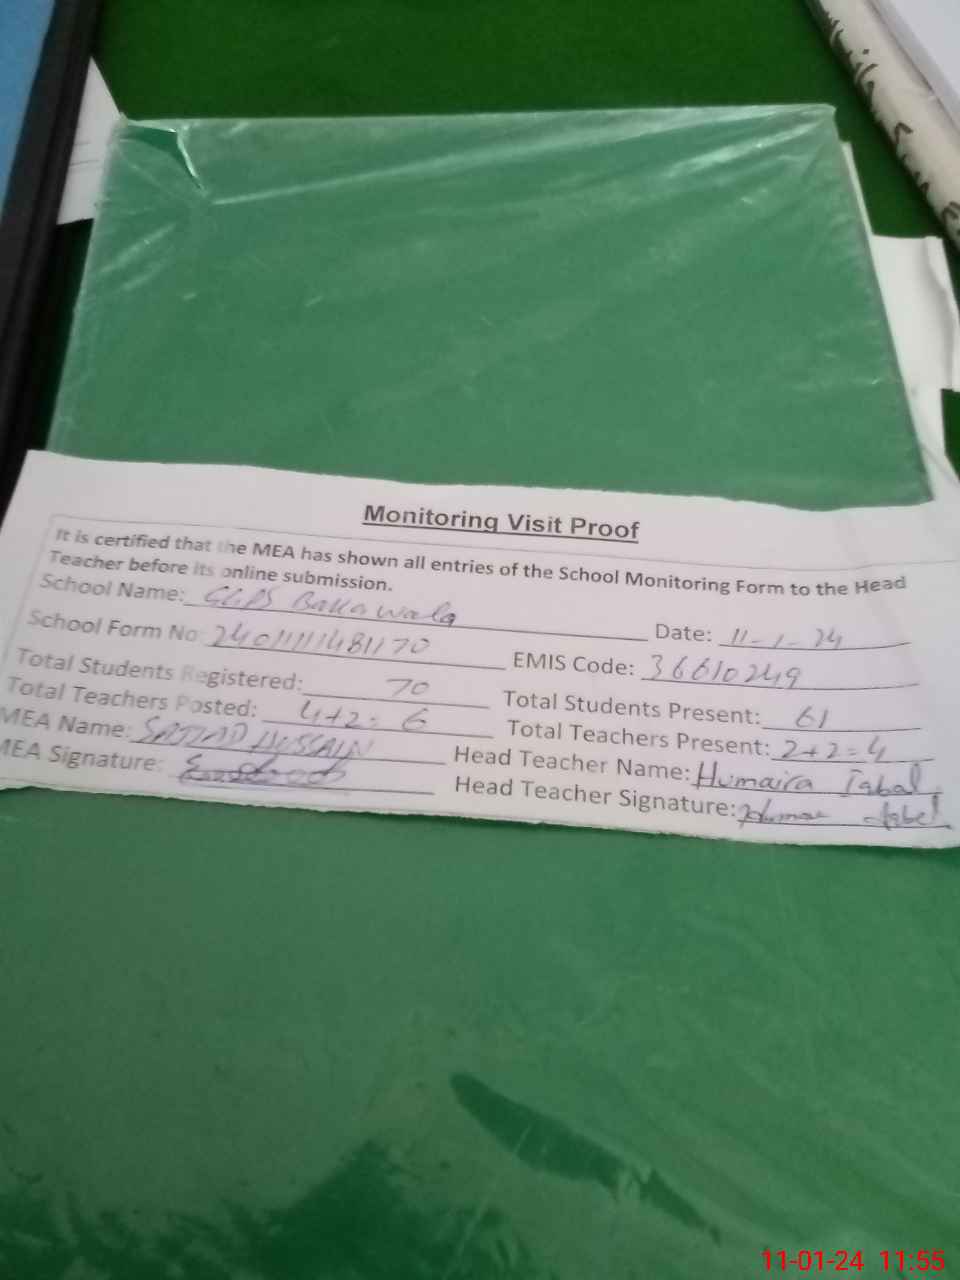 Monitoring Visit Proof
It is certified that the MEA has shown all entries of the School Monitoring Form to the Head
Teacher before its online submission.
School Name: GGPS Bakka Wala Date: 11-1-24
School Form No: 24011111481170 EMIS Code: 36610249
Total Students Registered: 70 Total Students Present: 61
Total Teachers Posted: 4+2=6 Total Teachers Present: 2+2=4
MEA Name: SAJJAD HUSSAIN Head Teacher Name: Humaira Iqbal
MEA Signature: Head Teacher Signature: Iqbal
11-01-24 11:55